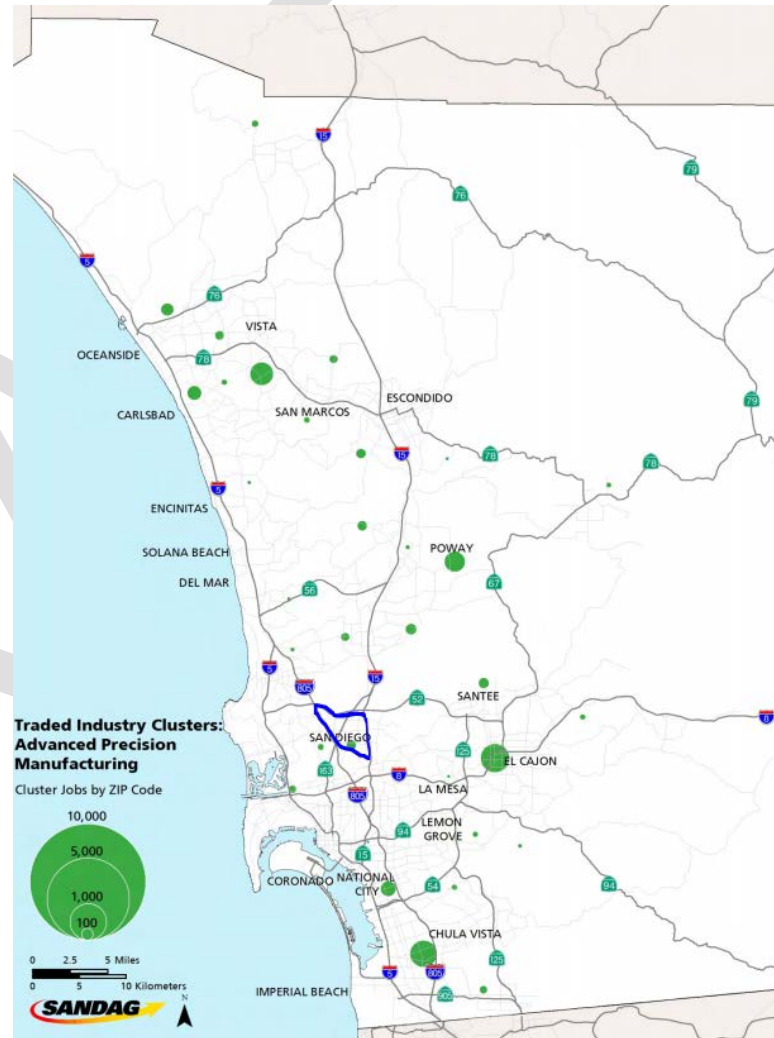 15
79
76
5
76
VISTA
OCEANSIDE
78
ESCONDIDO
79
CARLSBAD
SAN MARCOS
15
78
78
5
ENCINITAS
SOLANA BEACH
POWAY
DEL MAR
56
67
5
15
805
52
SANTEE
8
Traded Industry Clusters:
Advanced Precision
Manufacturing
SAN DIEGO
125
EL CAJON
163
8
Cluster Jobs by ZIP Code
LA MESA
805
10,000
LEMON
GROVE
94
5,000
15
CORONADO
NATIONAL
CITY
54
94
1,000
100
CHULA VISTA
0 2.5 5 Miles
125
0 5 10 Kilometers
5
805
IMPERIAL BEACH
905
SANDAG
N